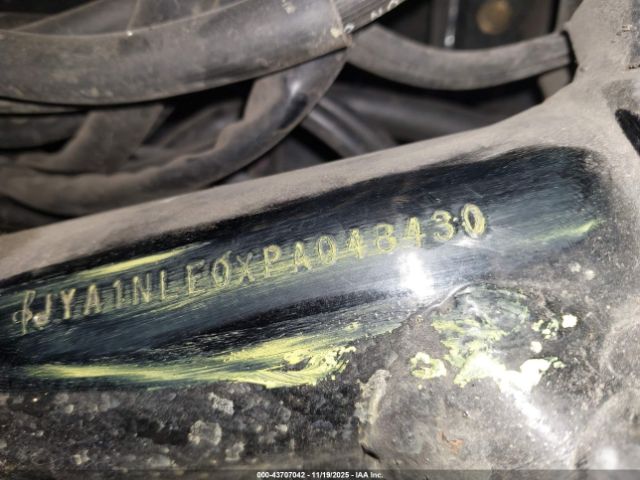 JYA1NLE0XPA048430
000-43707042 | 11/19/2025 | IAA Inc.